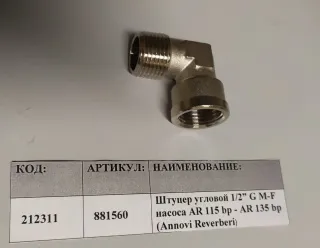 КОД: АРТИКУЛ: НАИМЕНОВАНИЕ:
212311 881560 Штуцер угловой 1/2" G M-F
насоса AR 115 bp - AR 135 bp
(Annovi Reverberi)